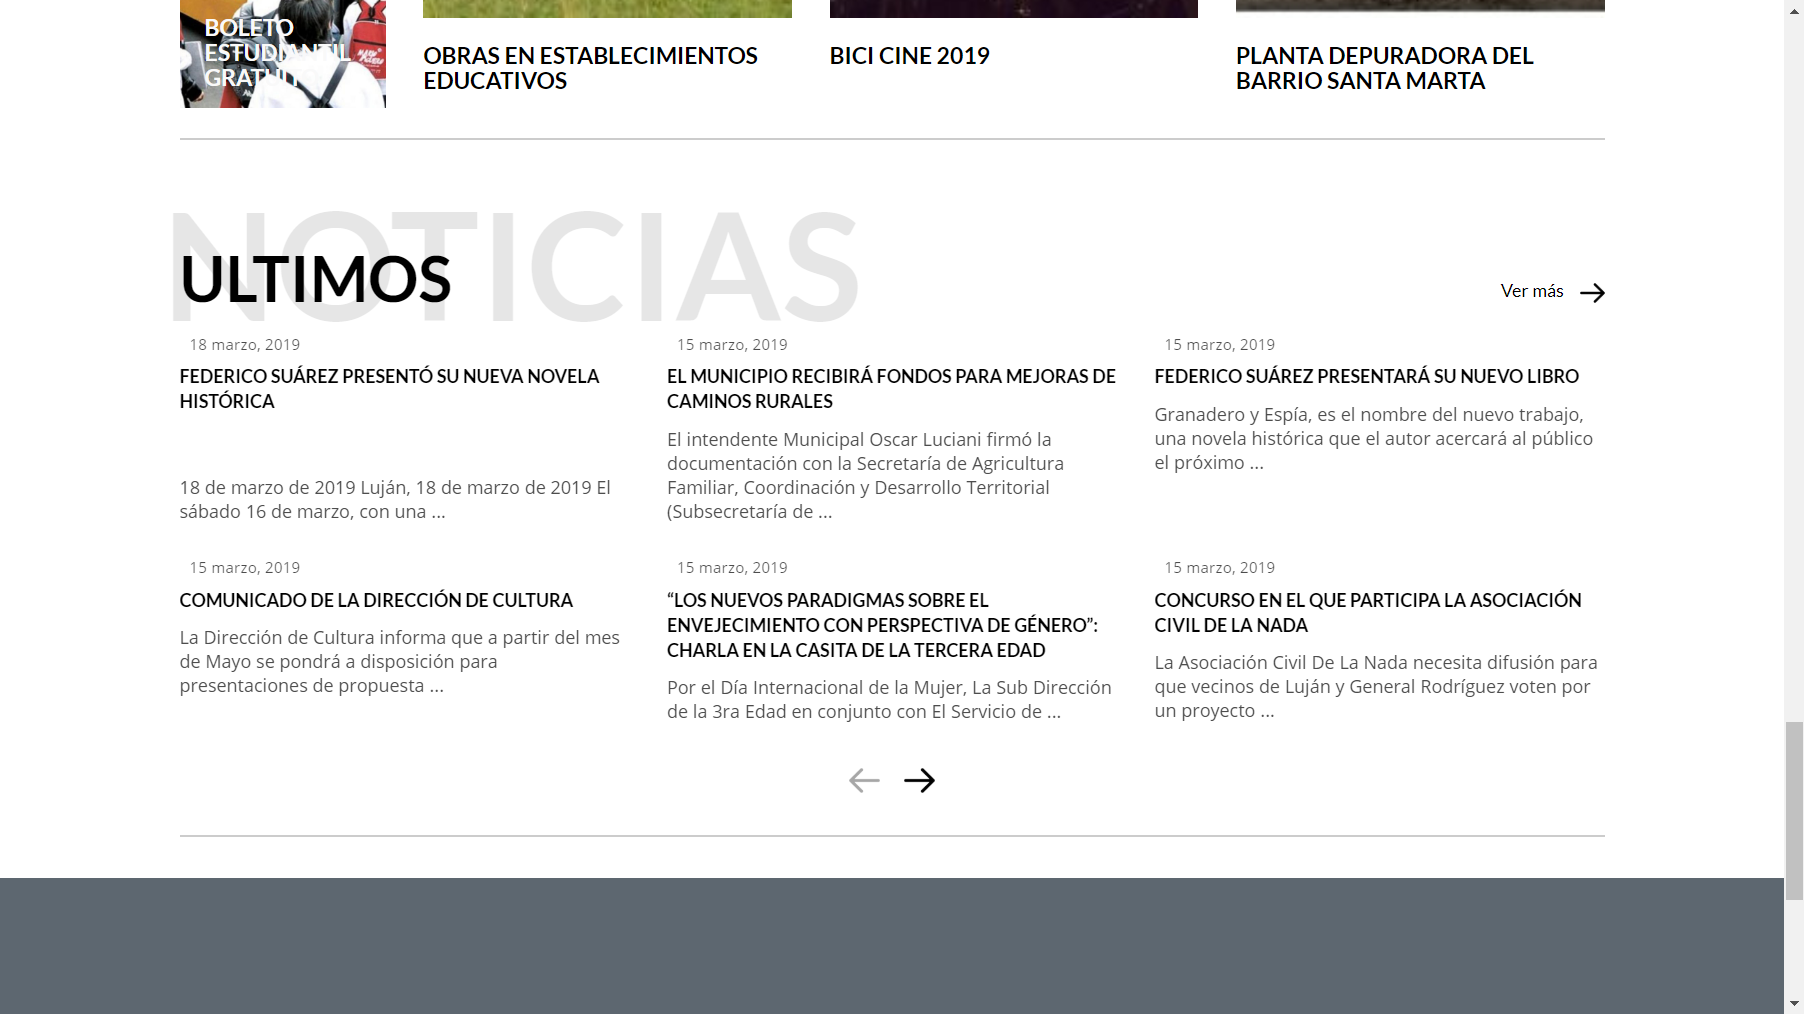 BOLETO
ESTUDIANTIL
GRATUITO
OBRAS EN ESTABLECIMIENTOS
EDUCATIVOS
BICI CINE 2019
PLANTA DEPURADORA DEL
BARRIO SANTA MARTA
NOTICIAS
ULTIMOS
Ver más
18 marzo, 2019
FEDERICO SUÁREZ PRESENTÓ SU NUEVA NOVELA
HISTÓRICA
18 de marzo de 2019 Luján, 18 de marzo de 2019 El
sábado 16 de marzo, con una ...
15 marzo, 2019
EL MUNICIPIO RECIBIRÁ FONDOS PARA MEJORAS DE
CAMINOS RURALES
El intendente Municipal Oscar Luciani firmó la
documentación con la Secretaría de Agricultura
Familiar, Coordinación y Desarrollo Territorial
(Subsecretaría de ...
15 marzo, 2019
FEDERICO SUÁREZ PRESENTARÁ SU NUEVO LIBRO
Granadero y Espía, es el nombre del nuevo trabajo,
una novela histórica que el autor acercará al público
el próximo ...
15 marzo, 2019
COMUNICADO DE LA DIRECCIÓN DE CULTURA
La Dirección de Cultura informa que a partir del mes
de Mayo se pondrá a disposición para
presentaciones de propuesta ...
15 marzo, 2019
“LOS NUEVOS PARADIGMAS SOBRE EL
ENVEJECIMIENTO CON PERSPECTIVA DE GÉNERO”:
CHARLA EN LA CASITA DE LA TERCERA EDAD
Por el Día Internacional de la Mujer, La Sub Dirección
de la 3ra Edad en conjunto con El Servicio de ...
15 marzo, 2019
CONCURSO EN EL QUE PARTICIPA LA ASOCIACIÓN
CIVIL DE LA NADA
La Asociación Civil De La Nada necesita difusión para
que vecinos de Luján y General Rodríguez voten por
un proyecto ...